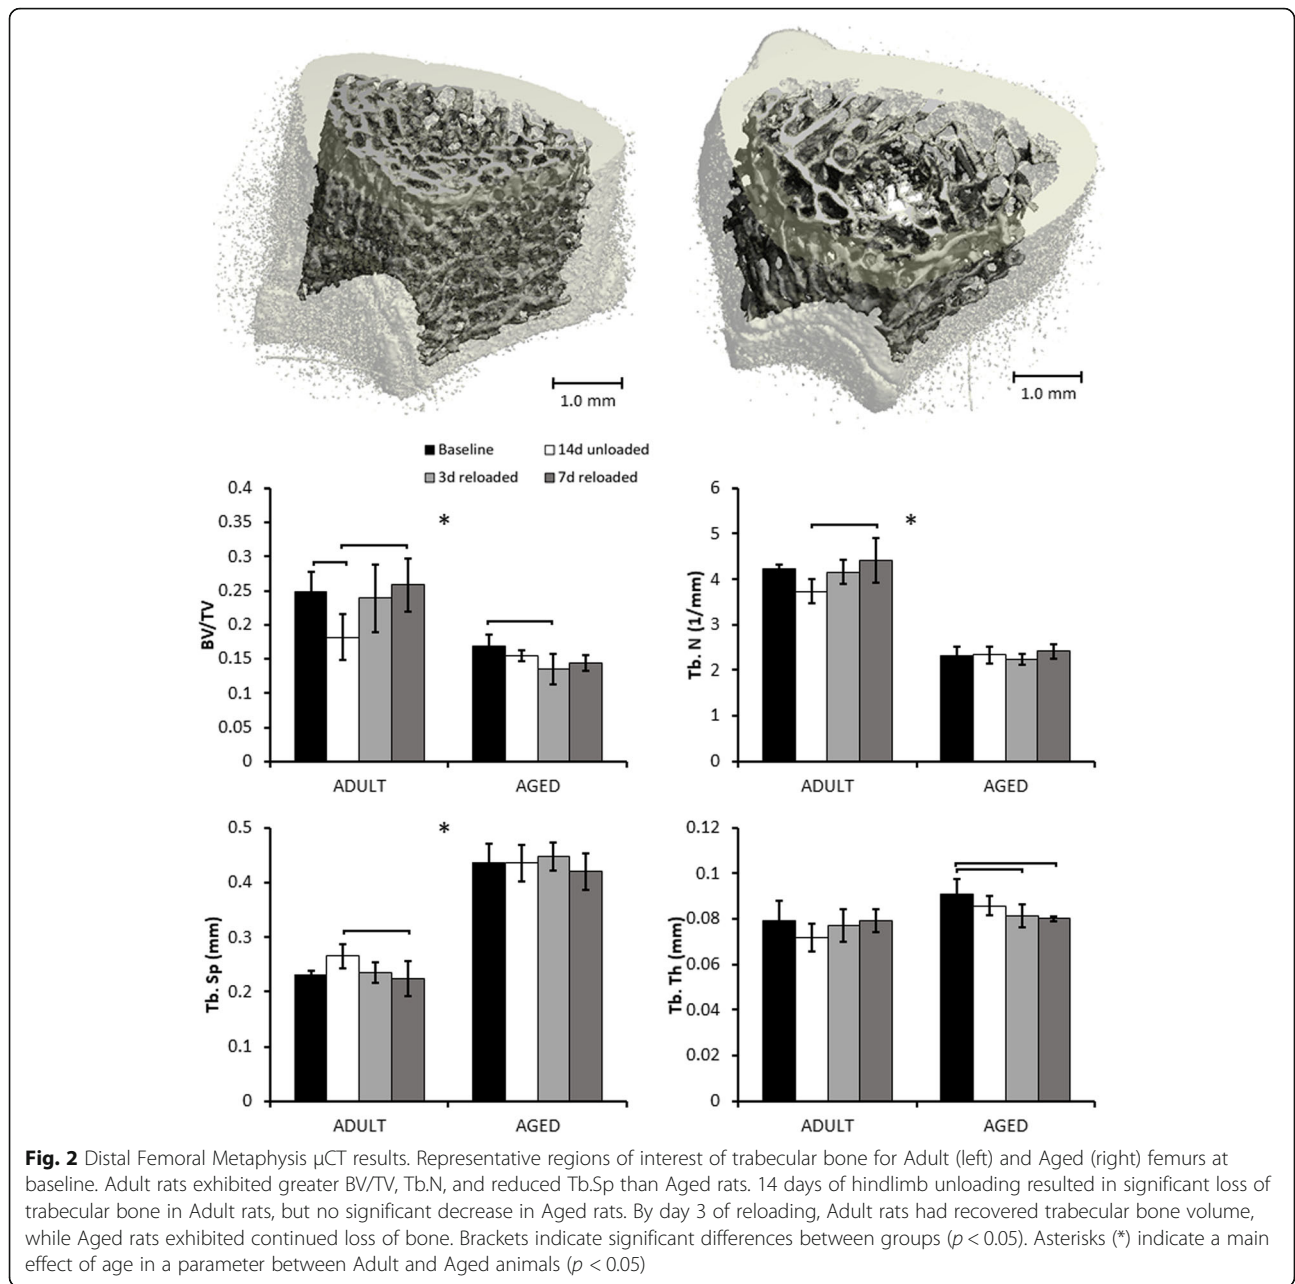 1.0 mm
1.0 mm
Baseline 14d unloaded
3d reloaded 7d reloaded
0.4
0.35
0.3
0.25
0.2
0.15
0.1
0.05
0
BV/TV
*
ADULT AGED
6
5
4
3
2
1
0
Tb. N (1/mm)
*
ADULT AGED
0.5
0.4
0.3
0.2
0.1
0
Tb. Sp (mm)
*
ADULT AGED
0.12
0.1
0.08
0.06
0.04
0.02
0
Tb. Th (mm)
ADULT AGED
Fig. 2 Distal Femoral Metaphysis μCT results. Representative regions of interest of trabecular bone for Adult (left) and Aged (right) femurs at
baseline. Adult rats exhibited greater BV/TV, Tb.N, and reduced Tb.Sp than Aged rats. 14 days of hindlimb unloading resulted in significant loss of
trabecular bone in Adult rats, but no significant decrease in Aged rats. By day 3 of reloading, Adult rats had recovered trabecular bone volume,
while Aged rats exhibited continued loss of bone. Brackets indicate significant differences between groups (p < 0.05). Asterisks (*) indicate a main
effect of age in a parameter between Adult and Aged animals (p < 0.05)